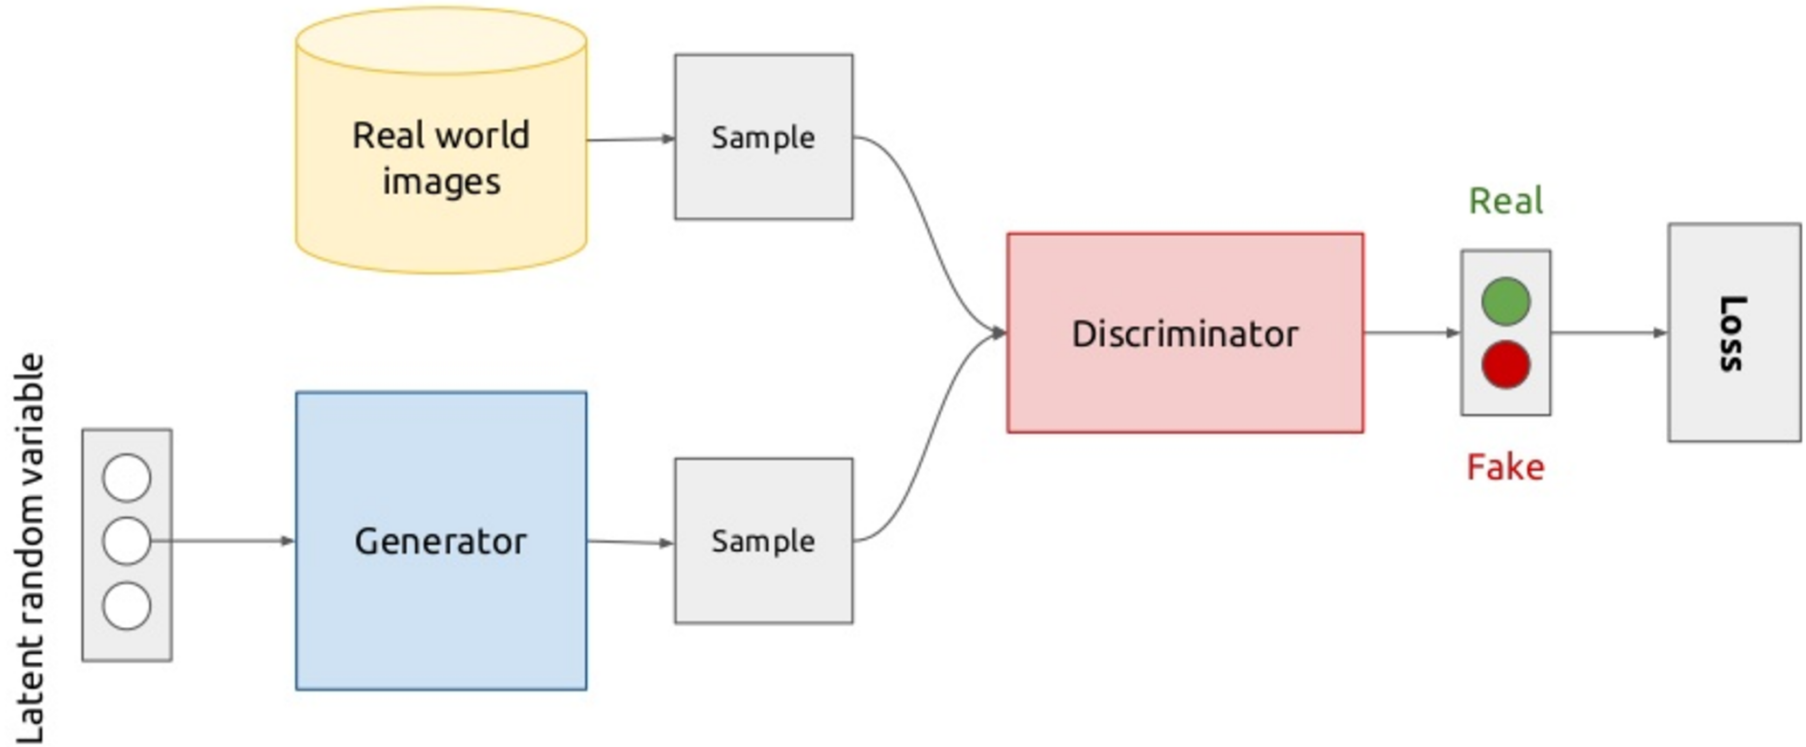 Real world
images
Sample
Latent random variable
Generator
Sample
Discriminator
Real
Fake
Loss